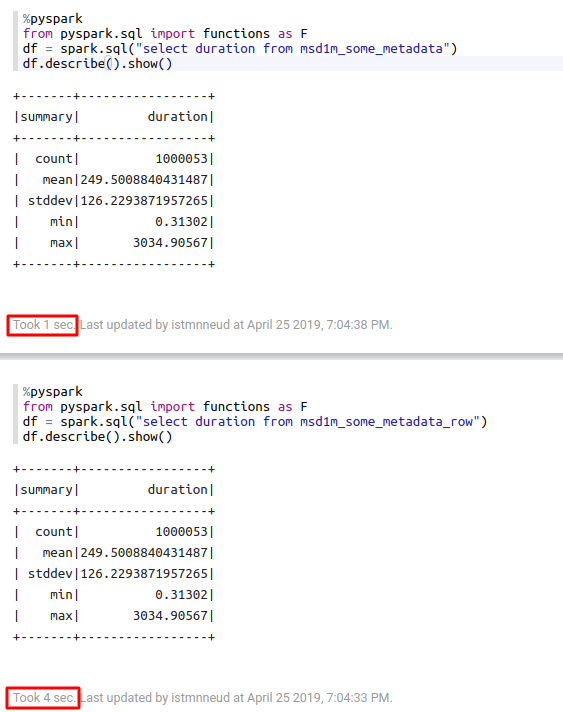 %pyspark
from pyspark.sql import functions as F
df = spark.sql("select duration from msd1m_some_metadata")
df.describe().show()
+-------+-----------------+
|summary|         duration|
+-------+-----------------+
|  count|          1000053|
|   mean|249.5008840431487|
| stddev|126.2293871957265|
|    min|          0.31302|
|    max|       3034.90567|
+-------+-----------------+
Took 1 sec. Last updated by istmnneud at April 25 2019, 7:04:38 PM.
%pyspark
from pyspark.sql import functions as F
df = spark.sql("select duration from msd1m_some_metadata_row")
df.describe().show()
+-------+-----------------+
|summary|         duration|
+-------+-----------------+
|  count|          1000053|
|   mean|249.5008840431487|
| stddev|126.2293871957265|
|    min|          0.31302|
|    max|       3034.90567|
+-------+-----------------+
Took 4 sec. Last updated by istmnneud at April 25 2019, 7:04:33 PM.